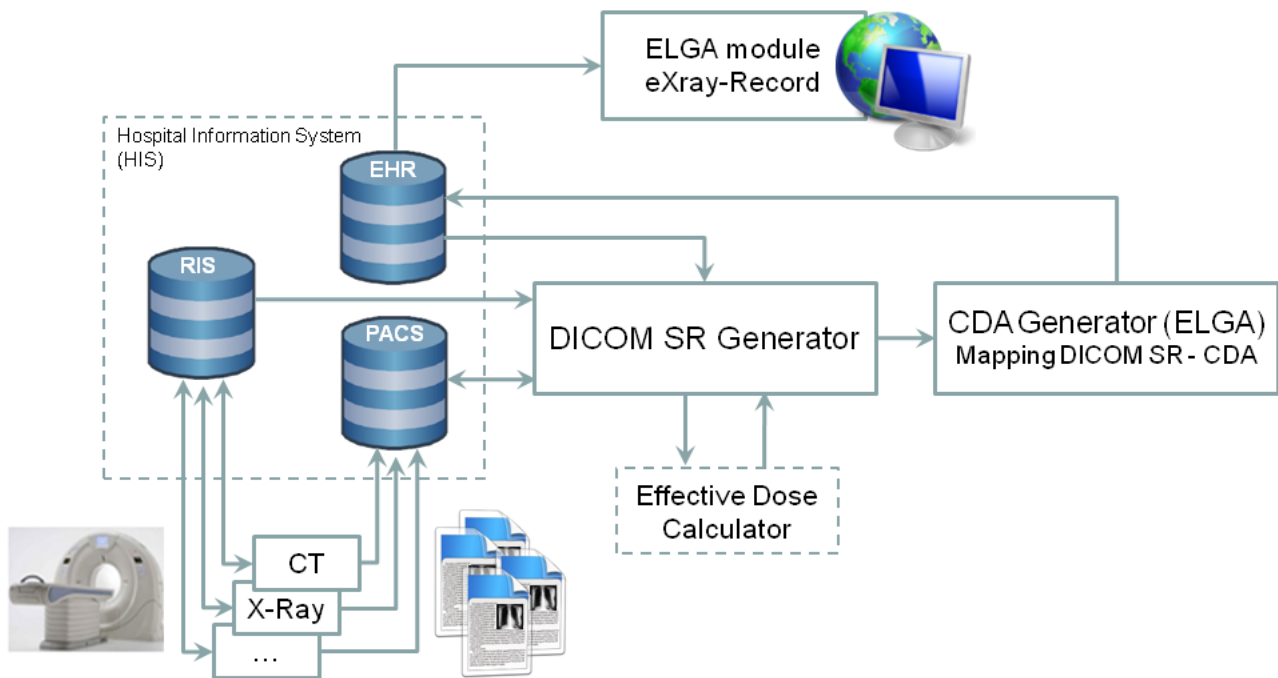 ELGA module
eXray-Record
Hospital Information System
(HIS)
EHR
RIS
PACS
DICOM SR Generator
CDA Generator (ELGA)
Mapping DICOM SR - CDA
Effective Dose
Calculator
CT
X-Ray
...